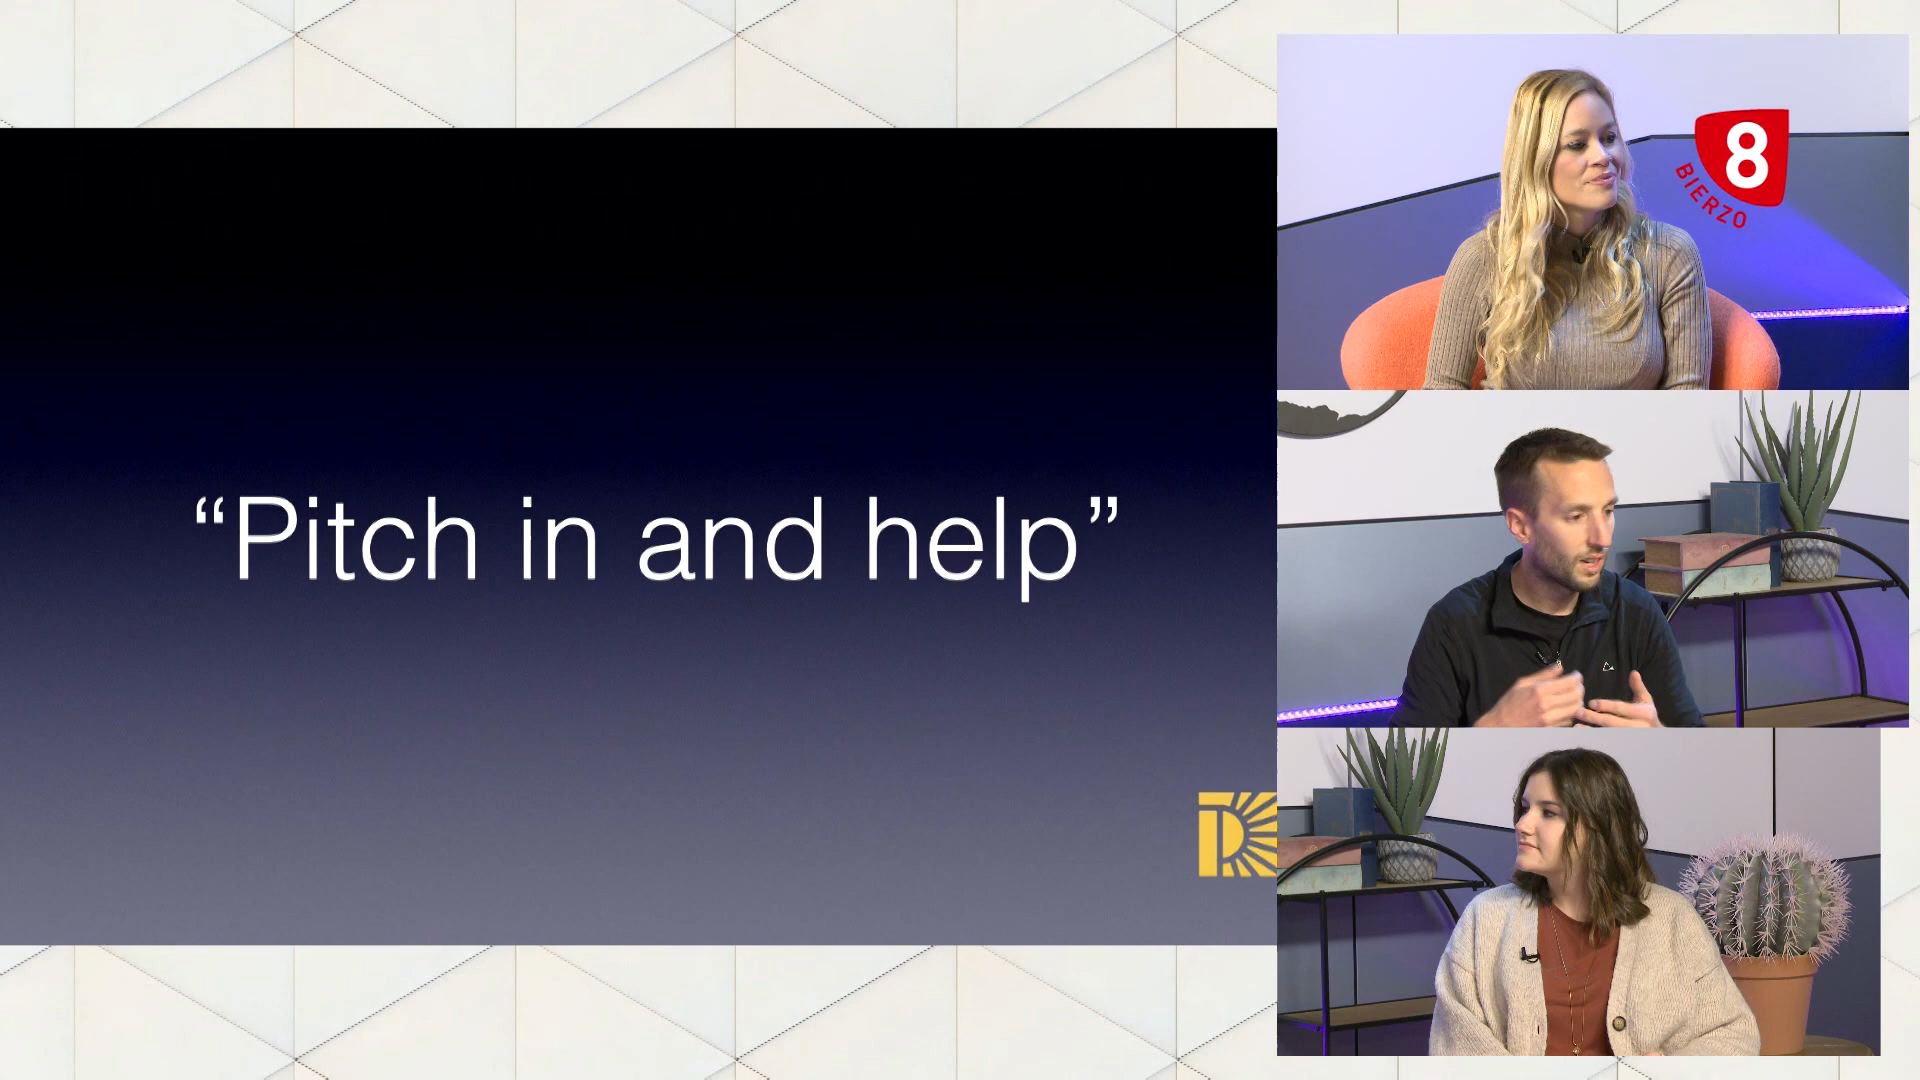 “Pitch in and help”
8
BIERZO